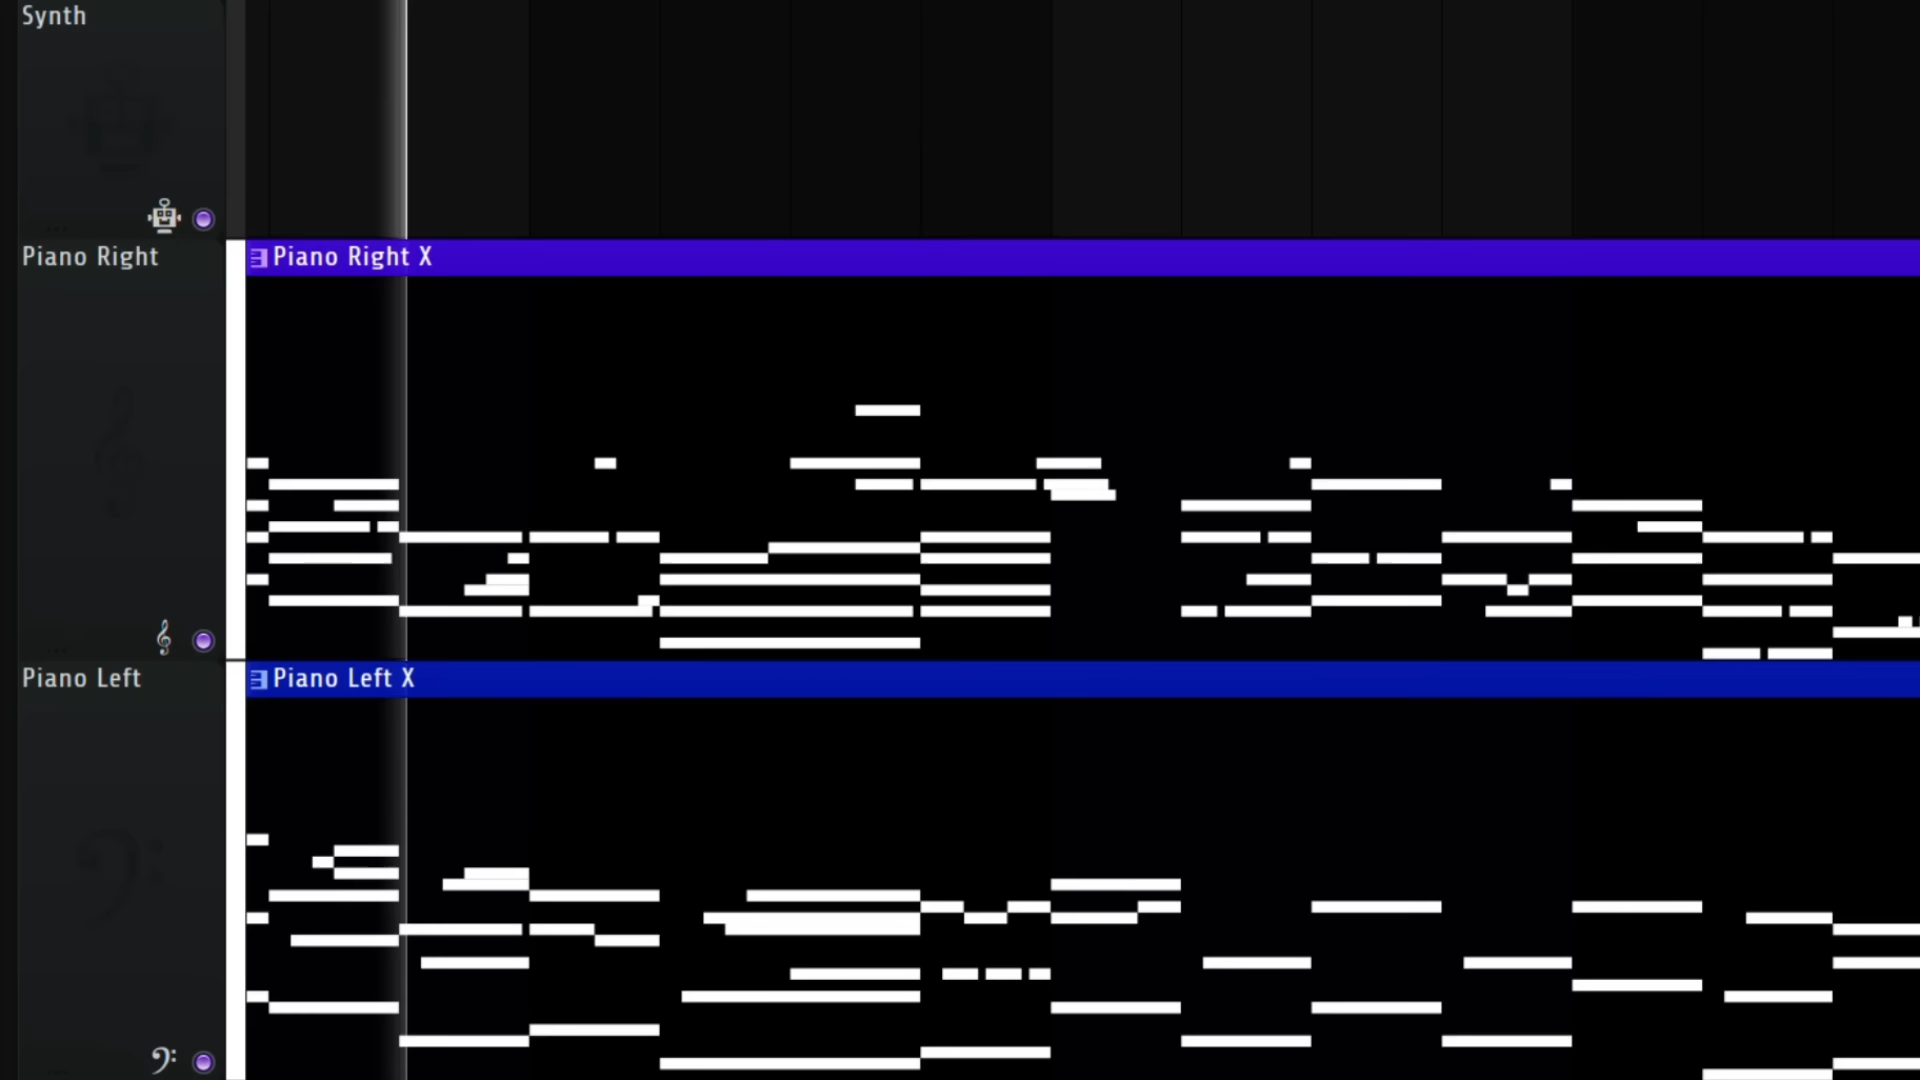 Synth
Piano Right
Piano Right X
Piano Left
Piano Left X